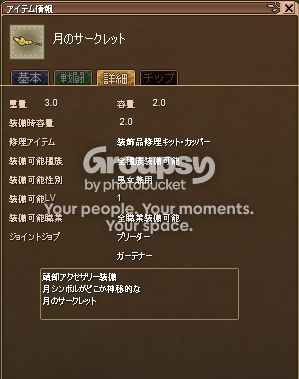 アイテム情報
月のサークレット
基本 戦闘 詳細 チップ
重量 3.0 容量 2.0
装備時容量 2.0
修理アイテム 装飾品修理キット・カッパー
装備可能種族 全種族装備可能
装備可能性別 男女兼用
装備可能LV 1
装備可能職業 全職業装備可能
ジョイントジョブ ブリーダー
ガーデナー
頭部アクセサリー装備
月シンボルがどこか神秘的な
月のサークレット
Groopsy
by photobucket
Your people. Your moments.
Your space.